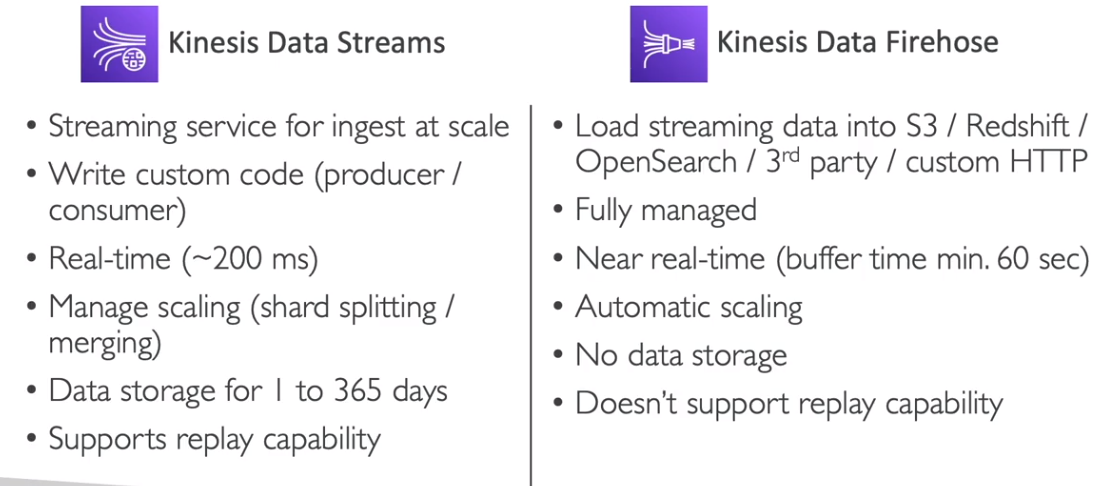 Kinesis Data Streams
• Streaming service for ingest at scale
• Write custom code (producer /
consumer)
• Real-time (~200 ms)
• Manage scaling (shard splitting /
merging)
• Data storage for 1 to 365 days
• Supports replay capability
Kinesis Data Firehose
• Load streaming data into S3 / Redshift /
OpenSearch / 3rd party / custom HTTP
• Fully managed
• Near real-time (buffer time min. 60 sec)
• Automatic scaling
• No data storage
• Doesn’t support replay capability